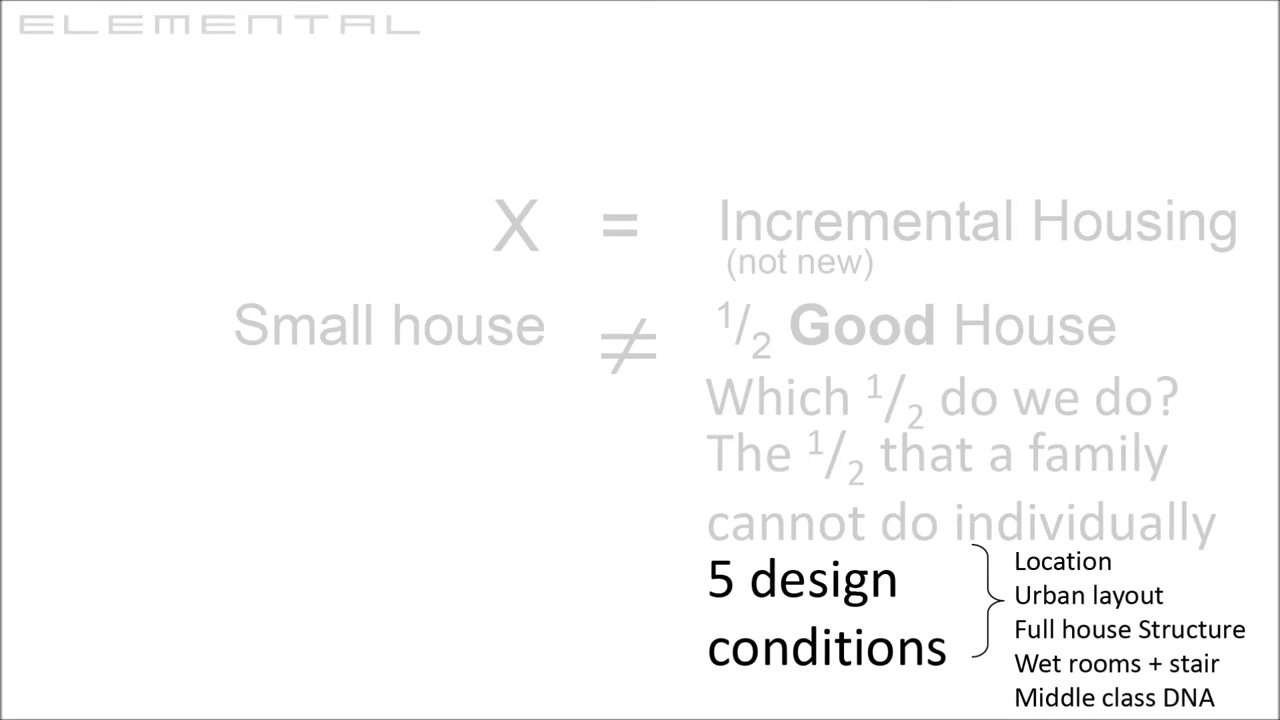 ELEMENTAL
X = Incremental Housing
(not new)
Small house ≠ 1/2 Good House
Which 1/2 do we do?
The 1/2 that a family
cannot do individually
5 design
conditions
Location
Urban layout
Full house Structure
Wet rooms + stair
Middle class DNA